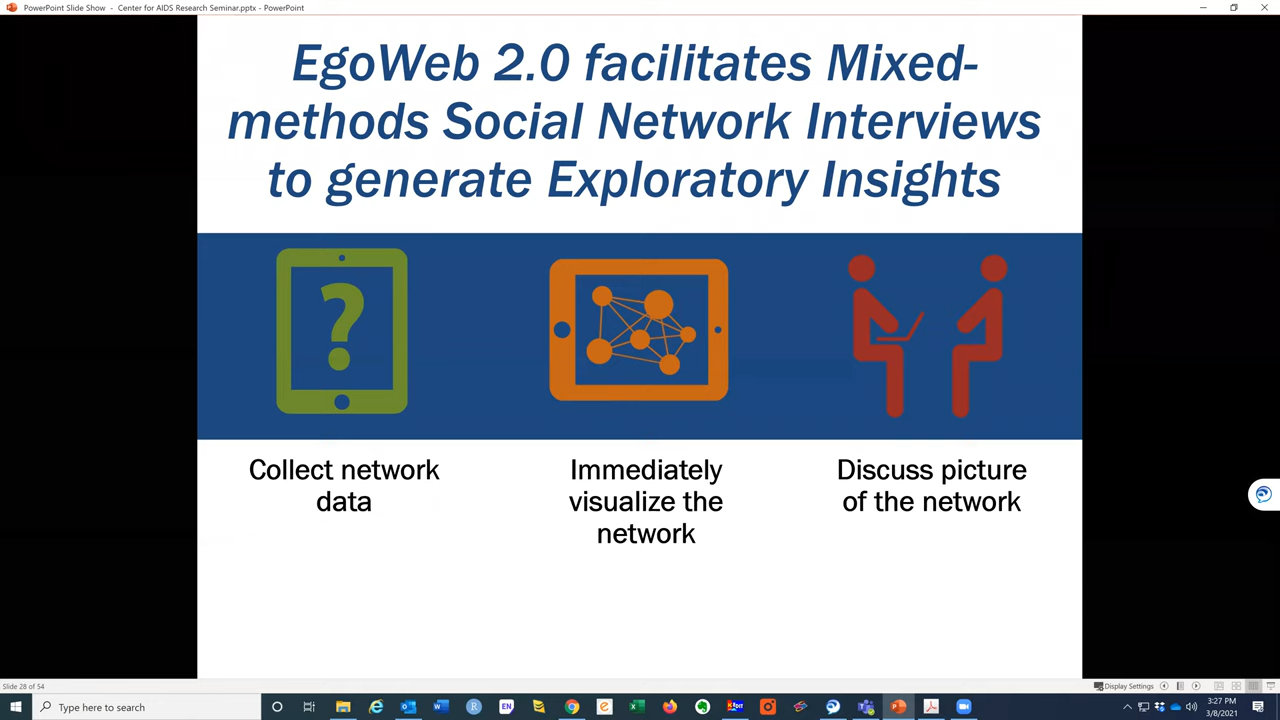 PowerPoint Slide Show - Center for AIDS Research Seminar.pptx - PowerPoint
EgoWeb 2.0 facilitates Mixed-
methods Social Network Interviews
to generate Exploratory Insights
?
Collect network
data
Immediately
visualize the
network
Discuss picture
of the network
Slide 28 of 54
Display Settings
Type here to search
EN
3:27 PM
3/8/2021